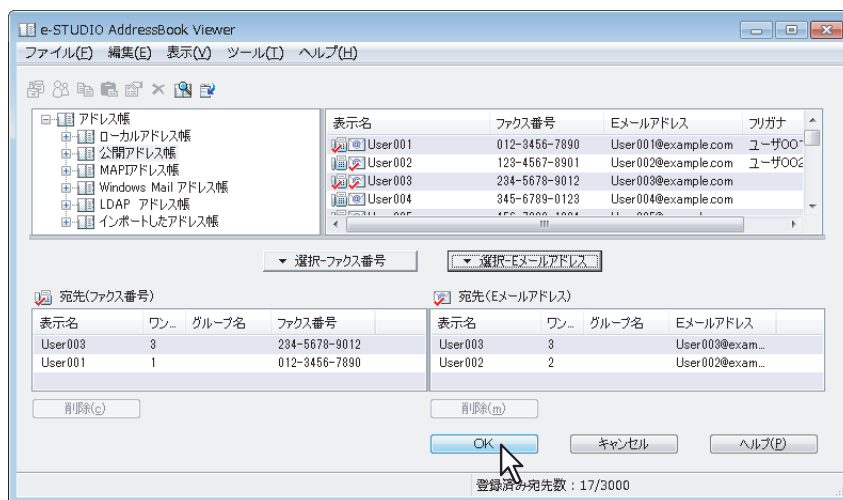 e-STUDIO AddressBook Viewer
ファイル(F) 編集(E) 表示(V) ツール(T) ヘルプ(H)
アドレス帳
ローカルアドレス帳
公開アドレス帳
MAPIアドレス帳
Windows Mail アドレス帳
LDAP アドレス帳
インポートしたアドレス帳
表示名 ファクス番号 Eメールアドレス フリガナ
User001 012-3456-7890 User001@example.com ユーザ001
User002 123-4567-8901 User002@example.com ユーザ002
User003 234-5678-9012 User003@example.com
User004 345-6789-0123 User004@example.com
▼ 選択-ファクス番号 ▼ 選択-Eメールアドレス
宛先(ファクス番号)
表示名 ワン... グループ名 ファクス番号
User003 3 234-5678-9012
User001 1 012-3456-7890
削除(c)
宛先(Eメールアドレス)
表示名 ワン... グループ名 Eメールアドレス
User003 3 User003@exam...
User002 2 User002@exam...
削除(m)
OK キャンセル ヘルプ(P)
登録済み宛先数：17/3000